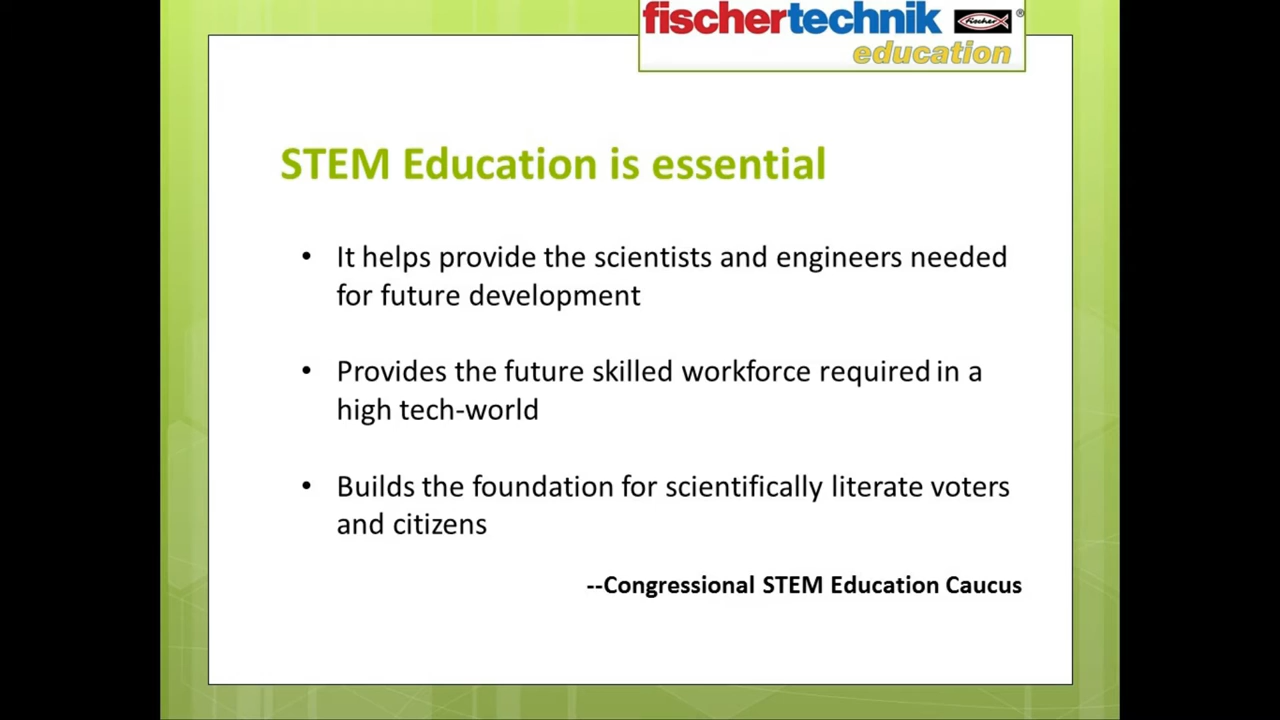 fischertechnik fischer ®
education
STEM Education is essential
• It helps provide the scientists and engineers needed
for future development
• Provides the future skilled workforce required in a
high tech-world
• Builds the foundation for scientifically literate voters
and citizens
--Congressional STEM Education Caucus